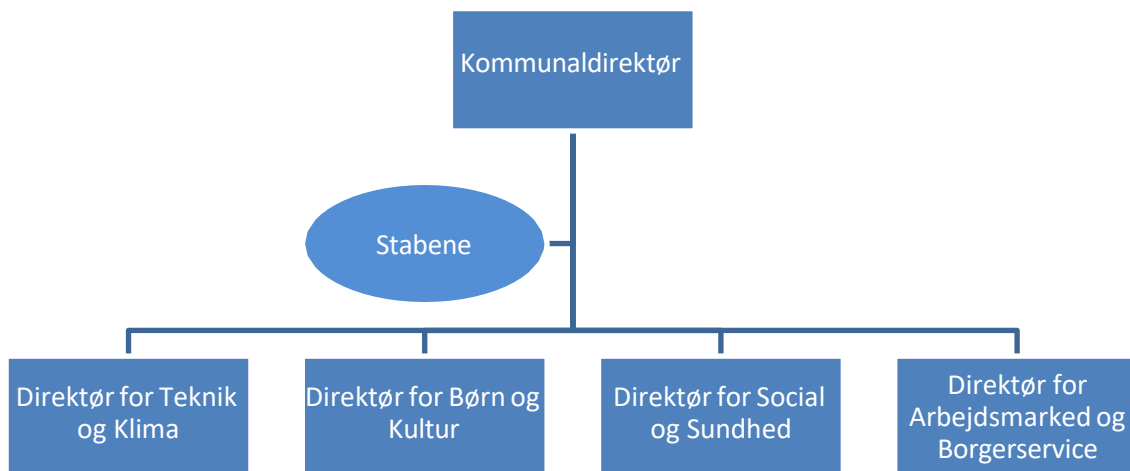 Kommunaldirektør
Stabene
Direktør for Teknik
og Klima
Direktør for Børn og
Kultur
Direktør for Social
og Sundhed
Direktør for
Arbejdsmarked og
Borgerservice